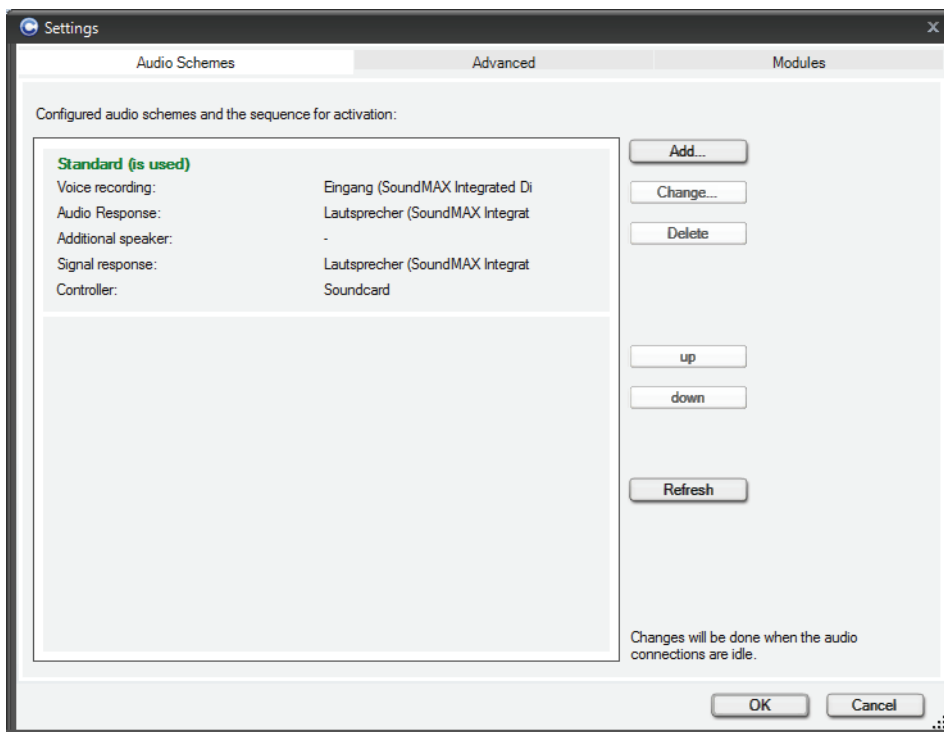 Settings
Audio Schemes Advanced Modules
Configured audio schemes and the sequence for activation:
Standard (is used)
Voice recording: Eingang (SoundMAX Integrated Di
Audio Response: Lautsprecher (SoundMAX Integrat
Additional speaker: -
Signal response: Lautsprecher (SoundMAX Integrat
Controller: Soundcard
Add...
Change...
Delete
up
down
Refresh
Changes will be done when the audio
connections are idle.
OK Cancel